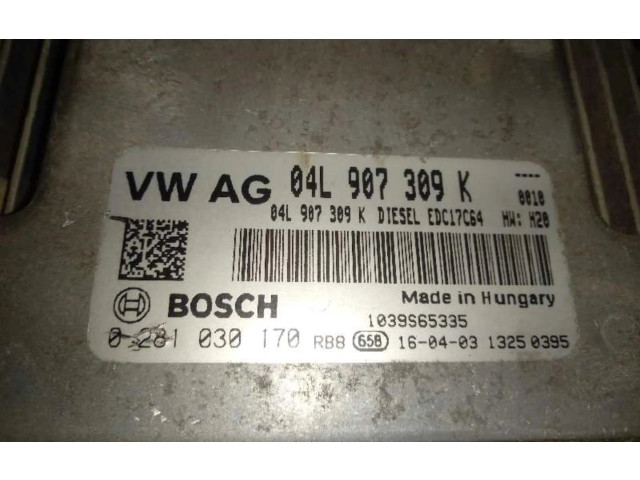 VW AG 04L 907 309 K ----
04L 907 309 K DIESEL EDC17C64 0010 HW: H20
BOSCH Made in Hungary
1039S65335
0 281 030 170 RB8 658 16-04-03 1325 0395